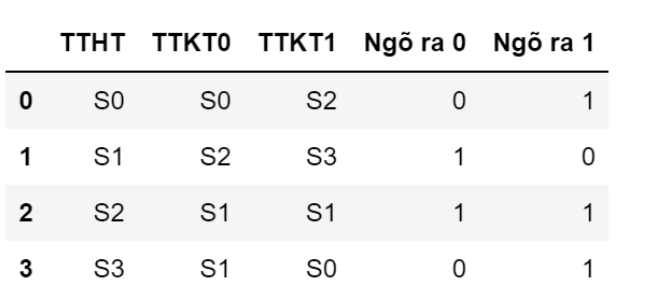 TTHT TTKT0 TTKT1 Ngõ ra 0 Ngõ ra 1
0 S0 S0 S2 0 1
1 S1 S2 S3 1 0
2 S2 S1 S1 1 1
3 S3 S1 S0 0 1